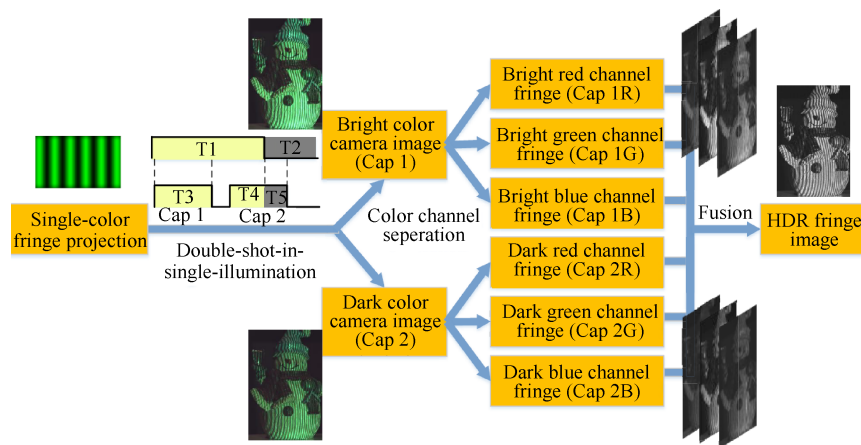 Single-color
fringe projection
T1
T2
T3
T4
T5
Cap 1
Cap 2
Double-shot-in-
single-illumination
Bright color
camera image
(Cap 1)
Color channel
seperation
Dark color
camera image
(Cap 2)
Bright red channel
fringe (Cap 1R)
Bright green channel
fringe (Cap 1G)
Bright blue channel
fringe (Cap 1B)
Dark red channel
fringe (Cap 2R)
Dark green channel
fringe (Cap 2G)
Dark blue channel
fringe (Cap 2B)
Fusion
HDR fringe
image